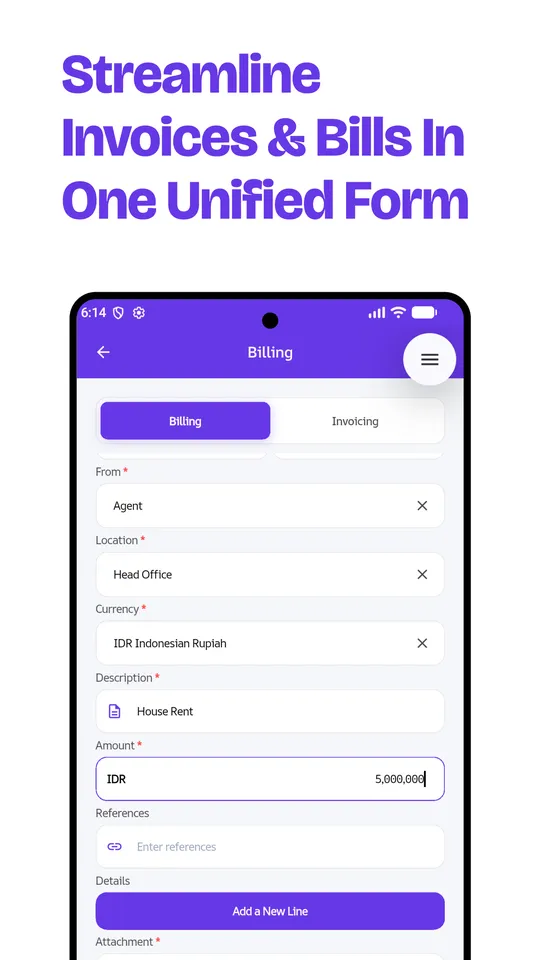 Streamline
Invoices & Bills In
One Unified Form
6:14
Billing
Billing
Invoicing
From *
Agent
Location *
Head Office
Currency *
IDR Indonesian Rupiah
Description *
House Rent
Amount *
IDR
5,000,000
References
Enter references
Details
Add a New Line
Attachment *